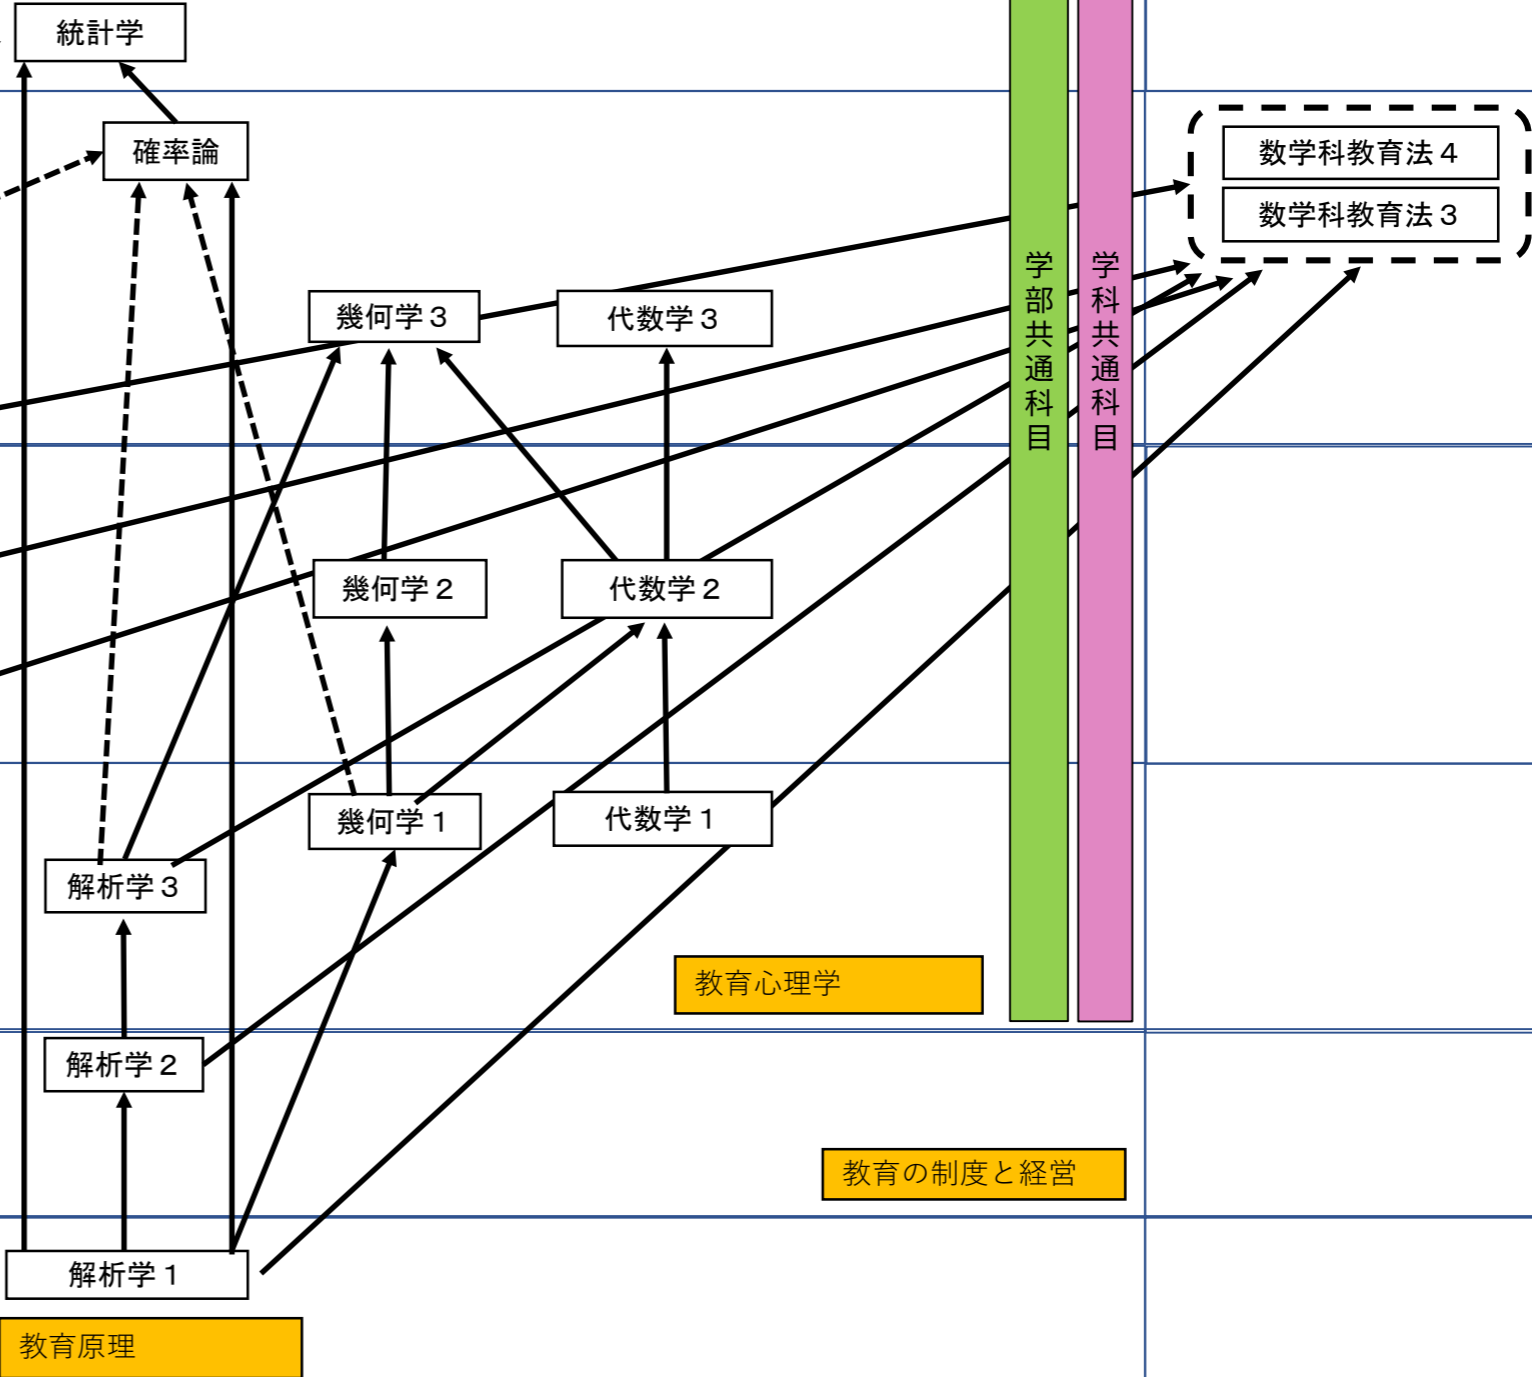 統計学
確率論
数学科教育法４
数学科教育法３
学部共通科目
学科共通科目
幾何学３
代数学３
幾何学２
代数学２
幾何学１
代数学１
解析学３
教育心理学
解析学２
教育の制度と経営
解析学１
教育原理